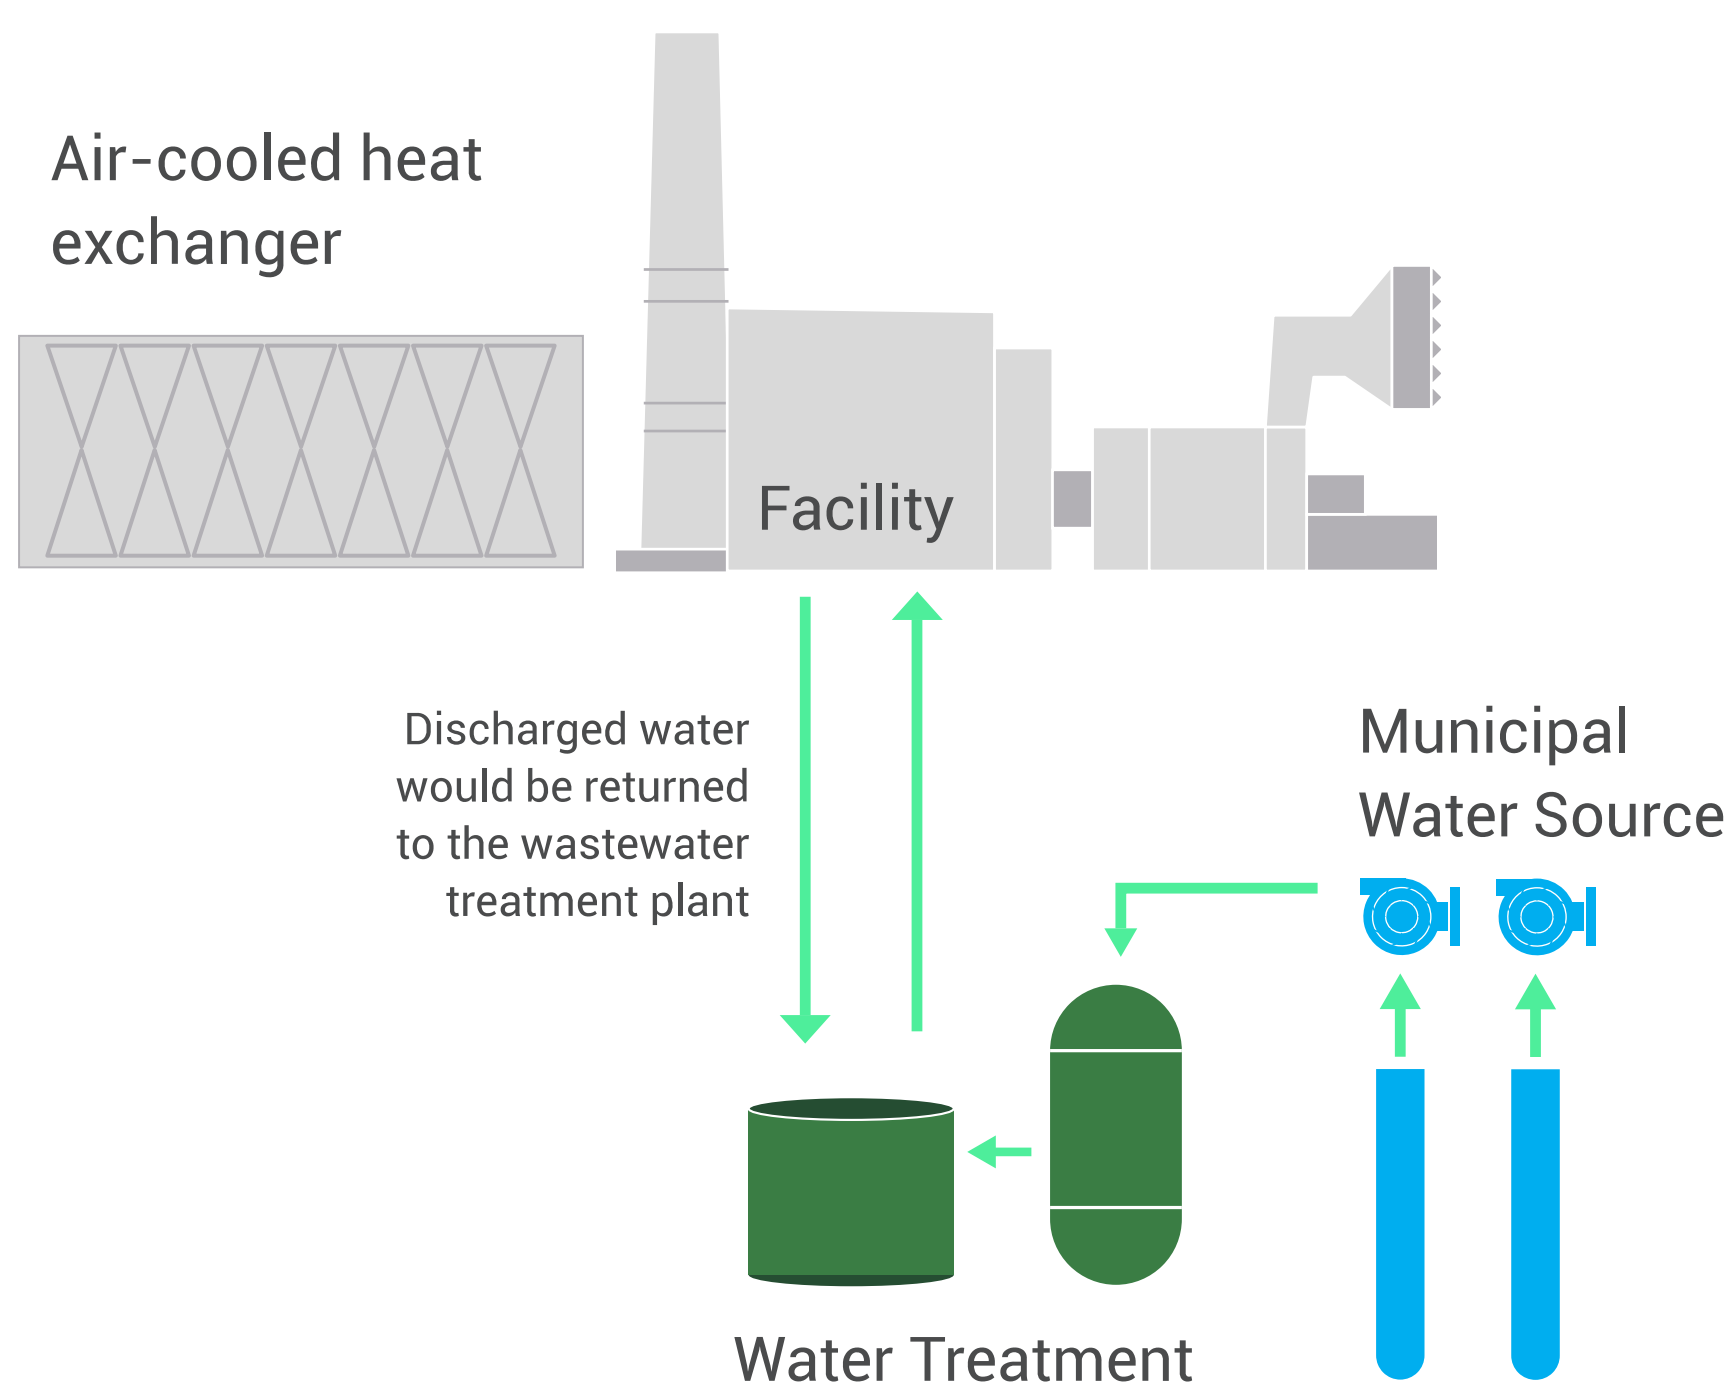 Air-cooled heat
exchanger
Facility
Discharged water
would be returned
to the wastewater
treatment plant
Municipal
Water Source
Water Treatment